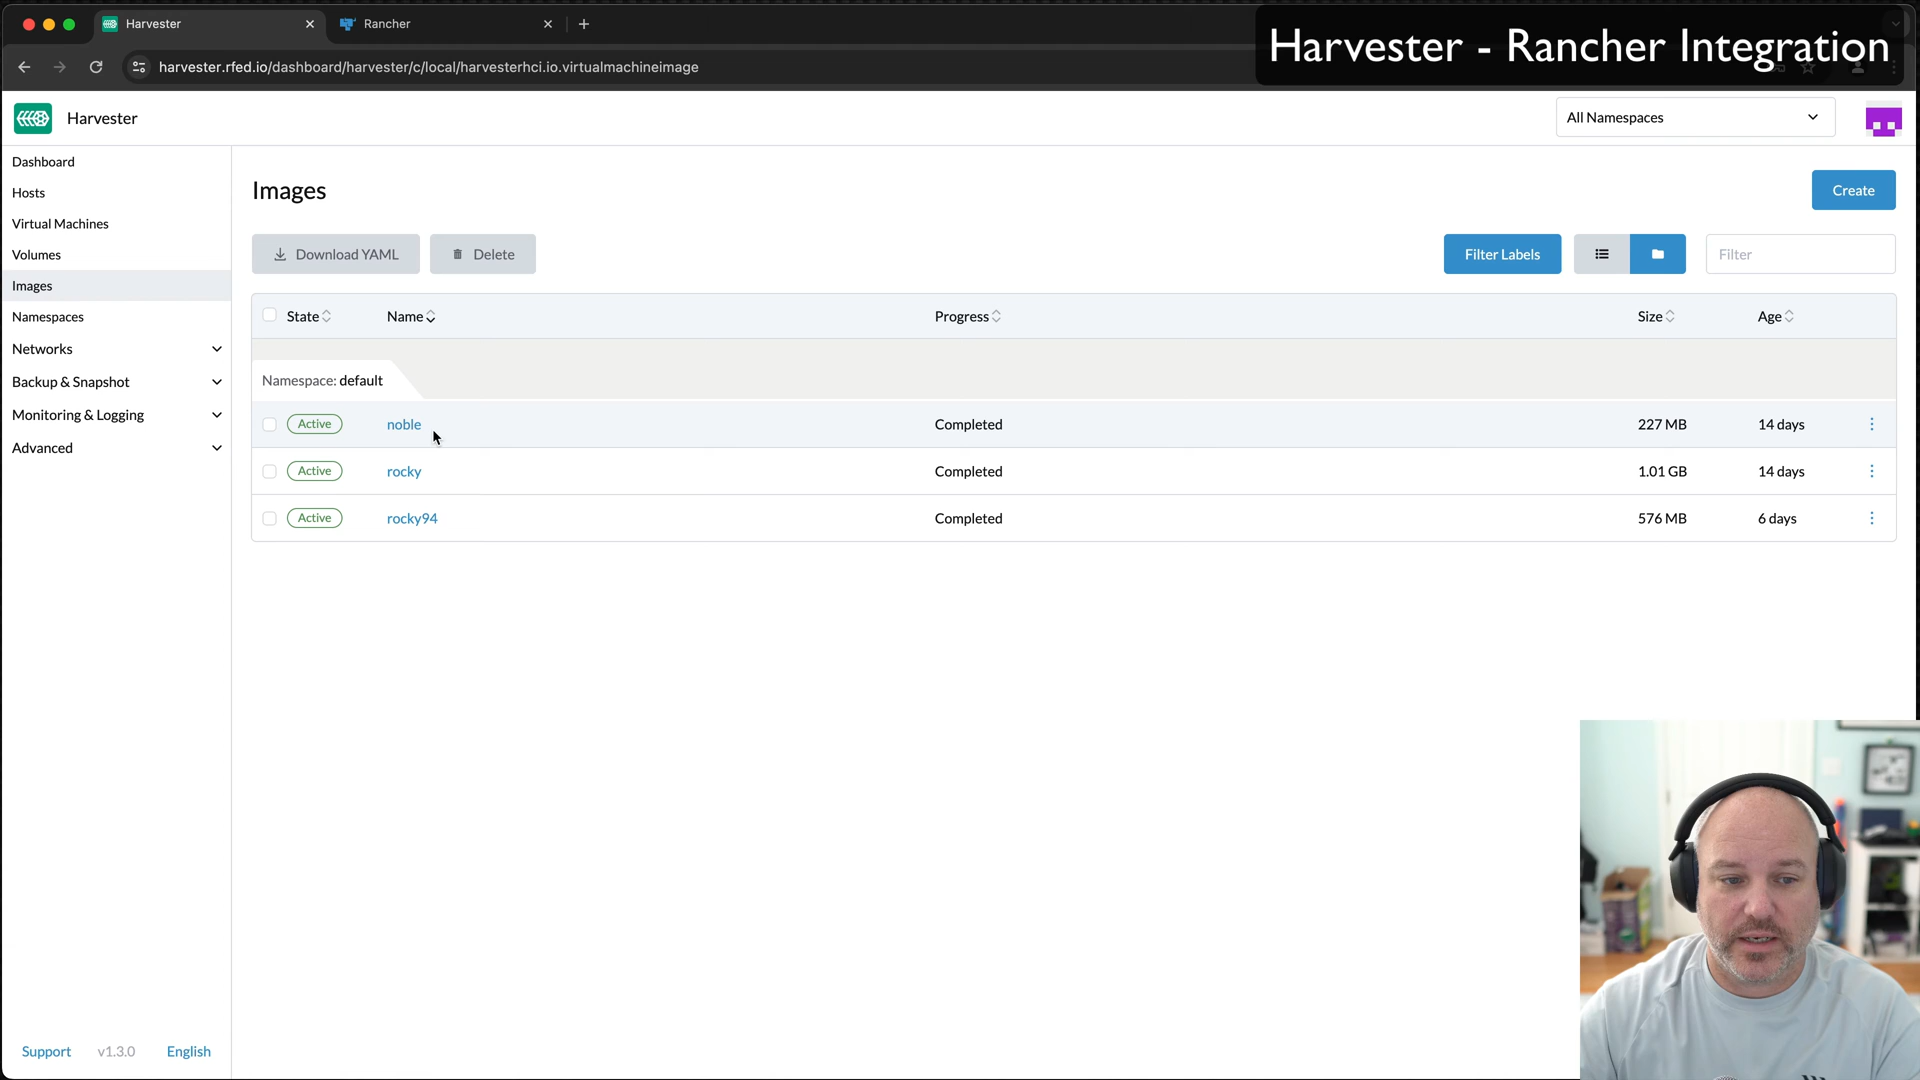 Harvester
Rancher
Harvester - Rancher Integration
harvester.rfed.io/dashboard/harvester/c/local/harvesterhci.io.virtualmachineimage
Harvester
All Namespaces
Dashboard
Hosts
Virtual Machines
Volumes
Images
Namespaces
Networks
Backup & Snapshot
Monitoring & Logging
Advanced
Images
Create
Download YAML
Delete
Filter Labels
Filter
State
Name
Progress
Size
Age
Namespace: default
Active
noble
Completed
227 MB
14 days
Active
rocky
Completed
1.01 GB
14 days
Active
rocky94
Completed
576 MB
6 days
Support
v1.3.0
English